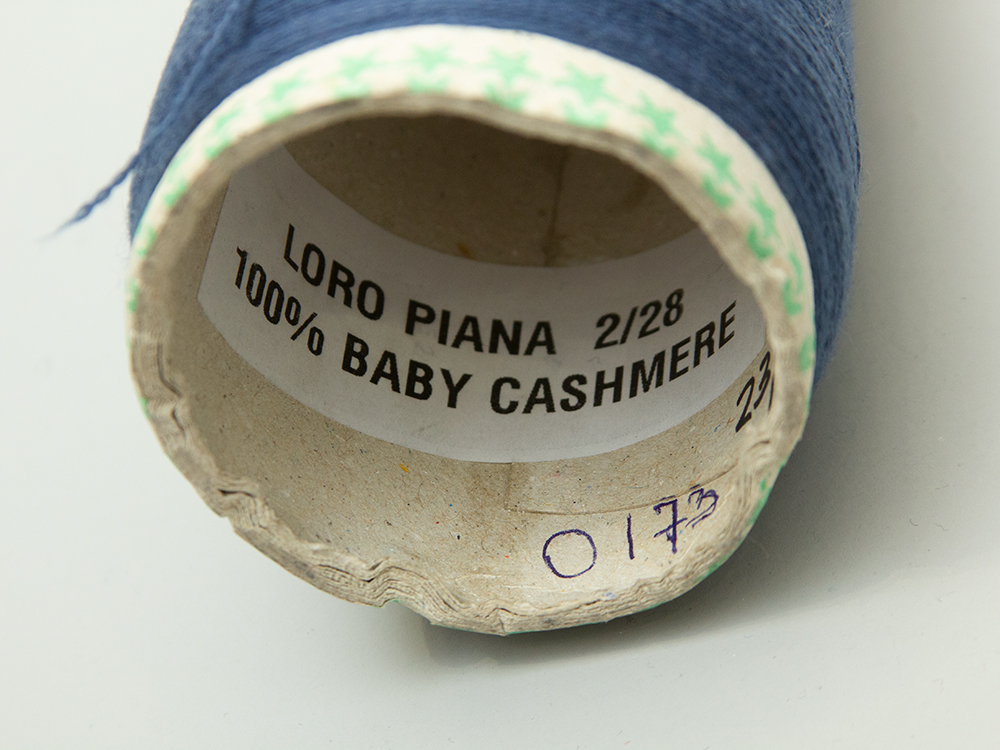 LORO PIANA 2/28
100% BABY CASHMERE
23
0173